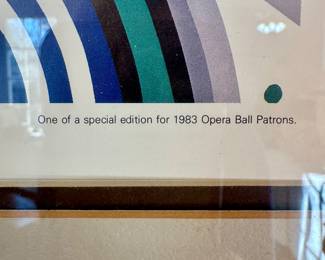 One of a special edition for 1983 Opera Ball Patrons.